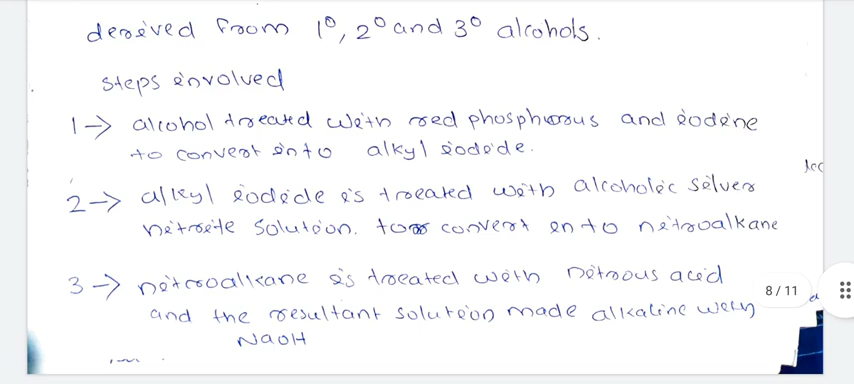 derived from 1°, 2° and 3° alcohols.
steps involved
1→ alcohol treated with red phosphorous and iodine
to convert into alkyl iodide.
2→ alkyl iodide is treated with alcoholic silver
nitrite solution. to convert into nitroalkane
3→ nitroalkane is treated with nitrous acid
and the resultant solution made alkaline with
NaOH
8 / 11